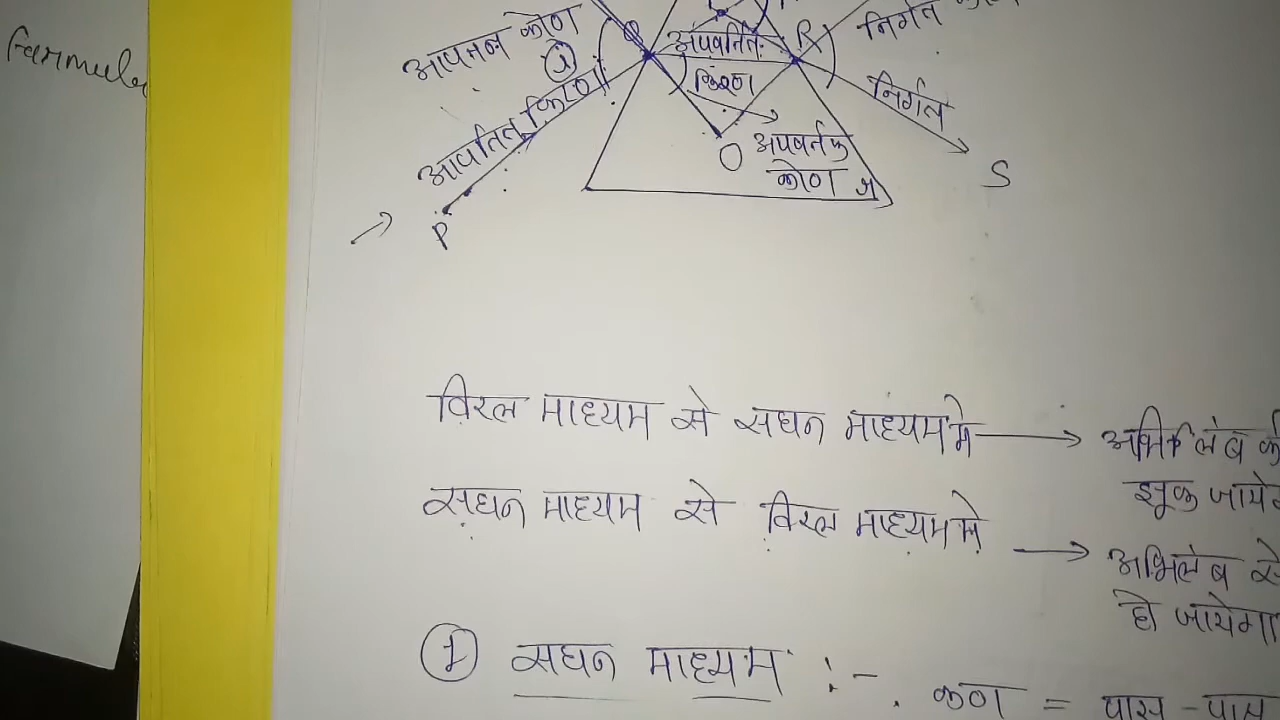 formula
आपतन कोण
आपतित किरण
P
Q
अपवर्तित
किरण
R
निर्गत
निर्गत
S
O
अपवर्तक
कोण
विरल माध्यम से सघन माध्यम मे → अभिलंब की
झूक जाये
सघन माध्यम से विरल माध्यम मे → अभिलंब से
हो जायेगा
1 सघन माध्यम :- कण = पास - पास